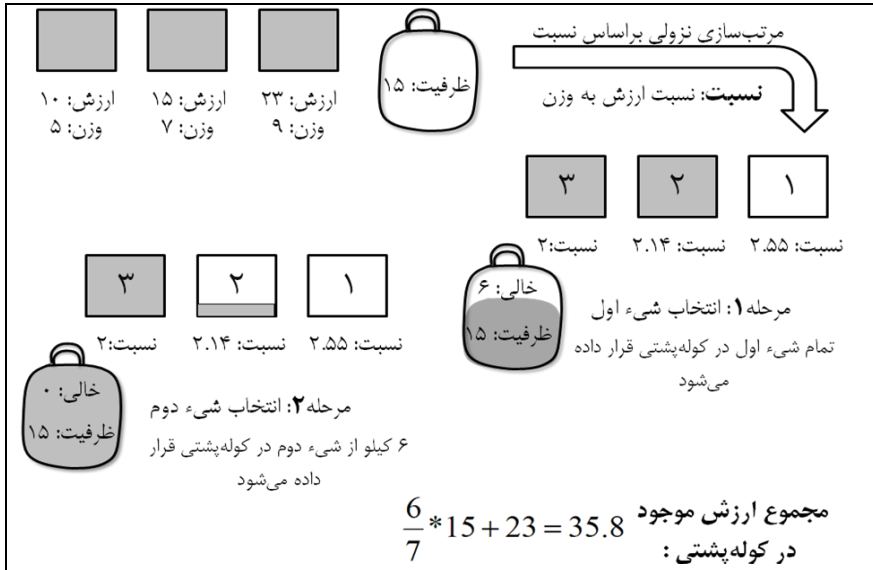 مرتب‌سازی نزولی براساس نسبت
نسبت: نسبت ارزش به وزن
ظرفیت: ۱۵
ارزش: ۲۳
وزن: ۹
ارزش: ۱۵
وزن: ۷
ارزش: ۱۰
وزن: ۵
۱
۲
۳
نسبت: ۲.۵۵
نسبت: ۲.۱۴
نسبت:۲
مرحله۱: انتخاب شیء اول
تمام شیء اول در کوله‌پشتی قرار داده
می‌شود
خالی: ۶
ظرفیت: ۱۵
۱
۲
۳
نسبت: ۲.۵۵
نسبت: ۲.۱۴
نسبت:۲
مرحله۲: انتخاب شیء دوم
۶ کیلو از شیء دوم در کوله‌پشتی قرار
داده می‌شود
خالی: ۰
ظرفیت: ۱۵
مجموع ارزش موجود
در کوله‌پشتی :
6/7*15+23=35.8